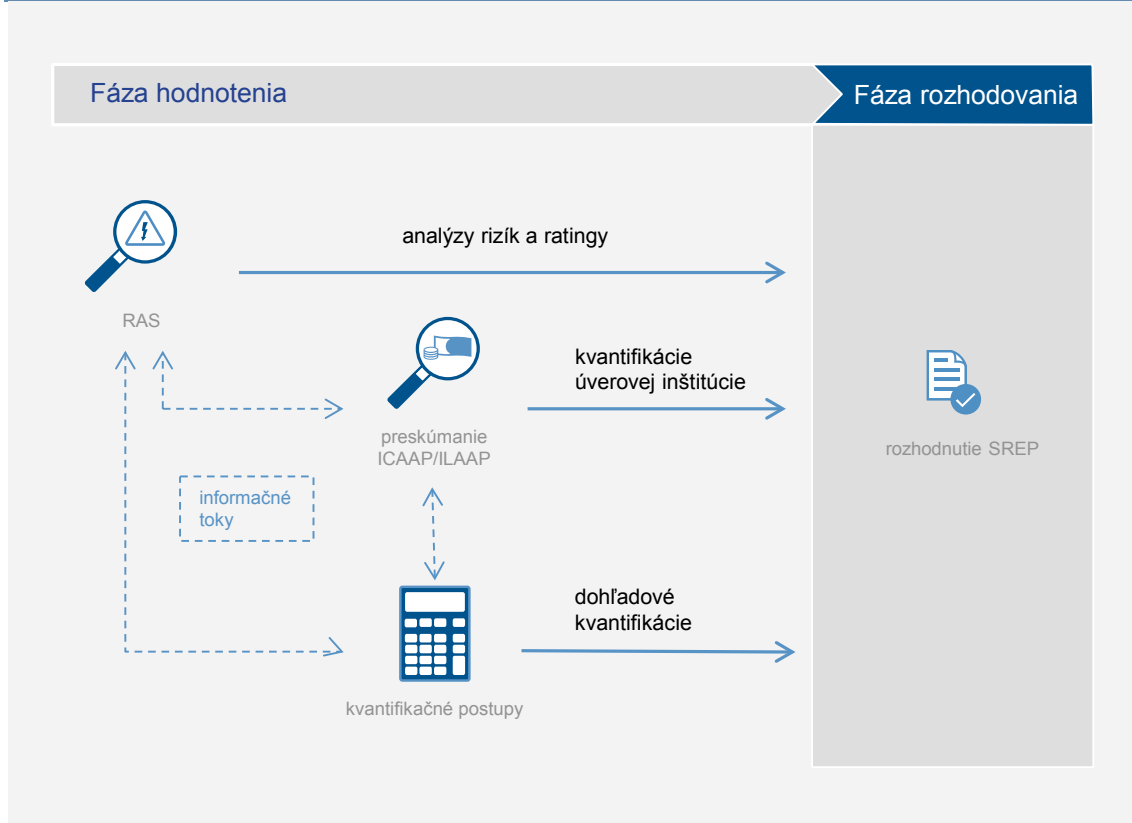 Fáza hodnotenia
Fáza rozhodovania
analýzy rizík a ratingy
RAS
kvantifikácie
úverovej inštitúcie
preskúmanie
ICAAP/ILAAP
rozhodnutie SREP
informačné
toky
dohľadové
kvantifikácie
kvantifikačné postupy